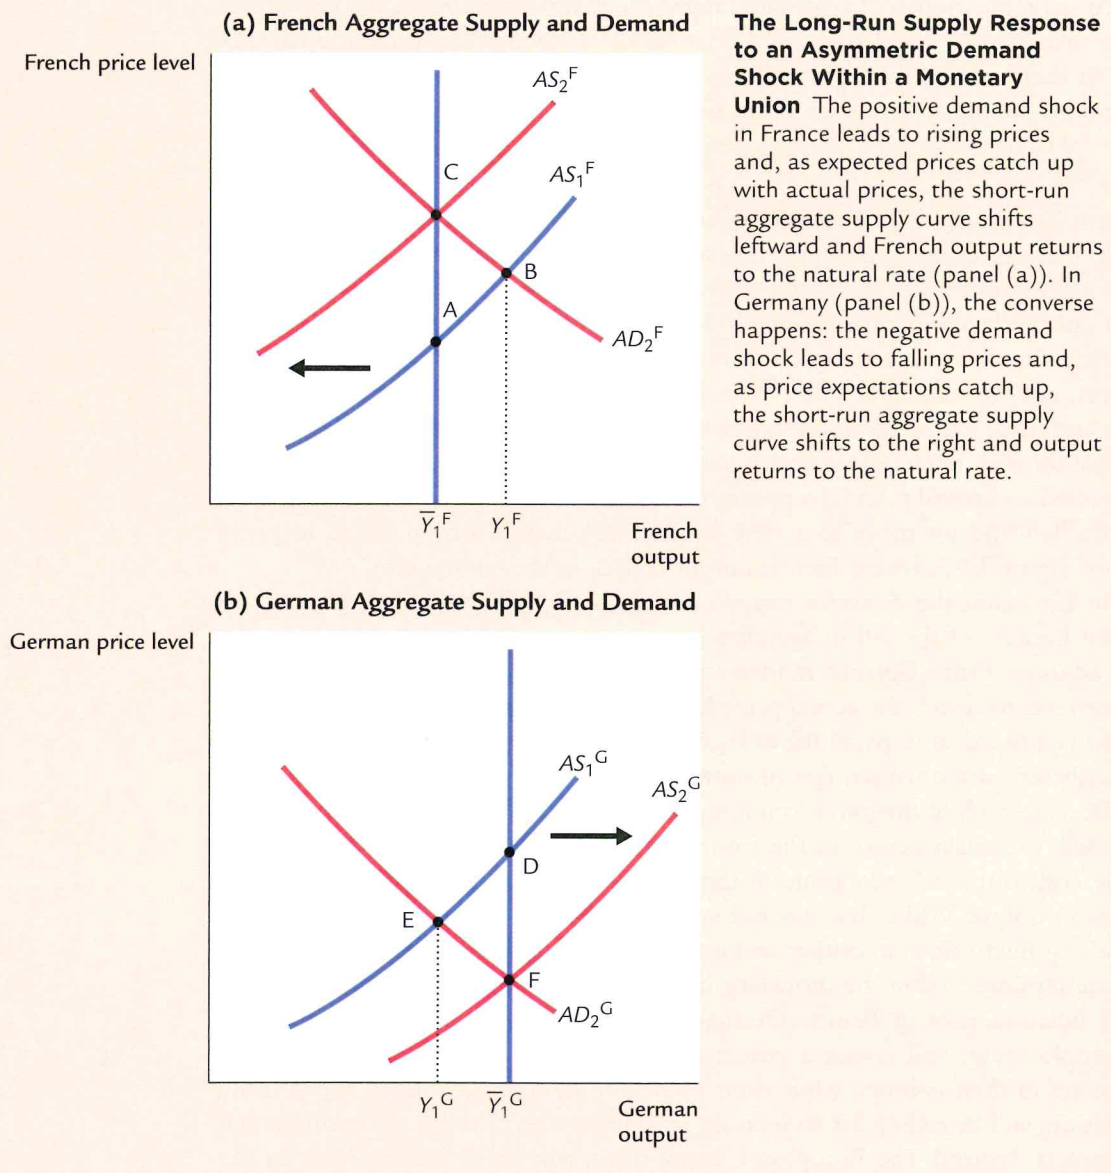 (a) French Aggregate Supply and Demand
French price level
AS₂ᶠ
C
AS₁ᶠ
B
A
AD₂ᶠ
Y̅₁ᶠ
Y₁ᶠ
French
output
The Long-Run Supply Response
to an Asymmetric Demand
Shock Within a Monetary
Union The positive demand shock
in France leads to rising prices
and, as expected prices catch up
with actual prices, the short-run
aggregate supply curve shifts
leftward and French output returns
to the natural rate (panel (a)). In
Germany (panel (b)), the converse
happens: the negative demand
shock leads to falling prices and,
as price expectations catch up,
the short-run aggregate supply
curve shifts to the right and output
returns to the natural rate.
(b) German Aggregate Supply and Demand
German price level
AS₁ᴳ
AS₂ᴳ
D
E
F
AD₂ᴳ
Y₁ᴳ
Y̅₁ᴳ
German
output